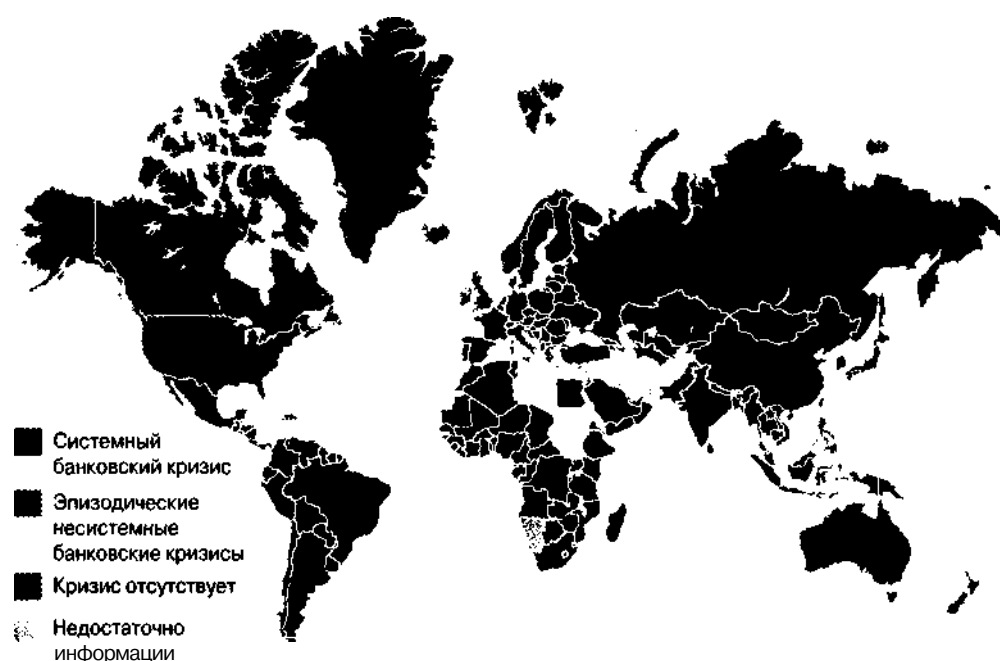 Системный
банковский кризис
Эпизодические
несистемные
банковские кризисы
Кризис отсутствует
Недостаточно
информации